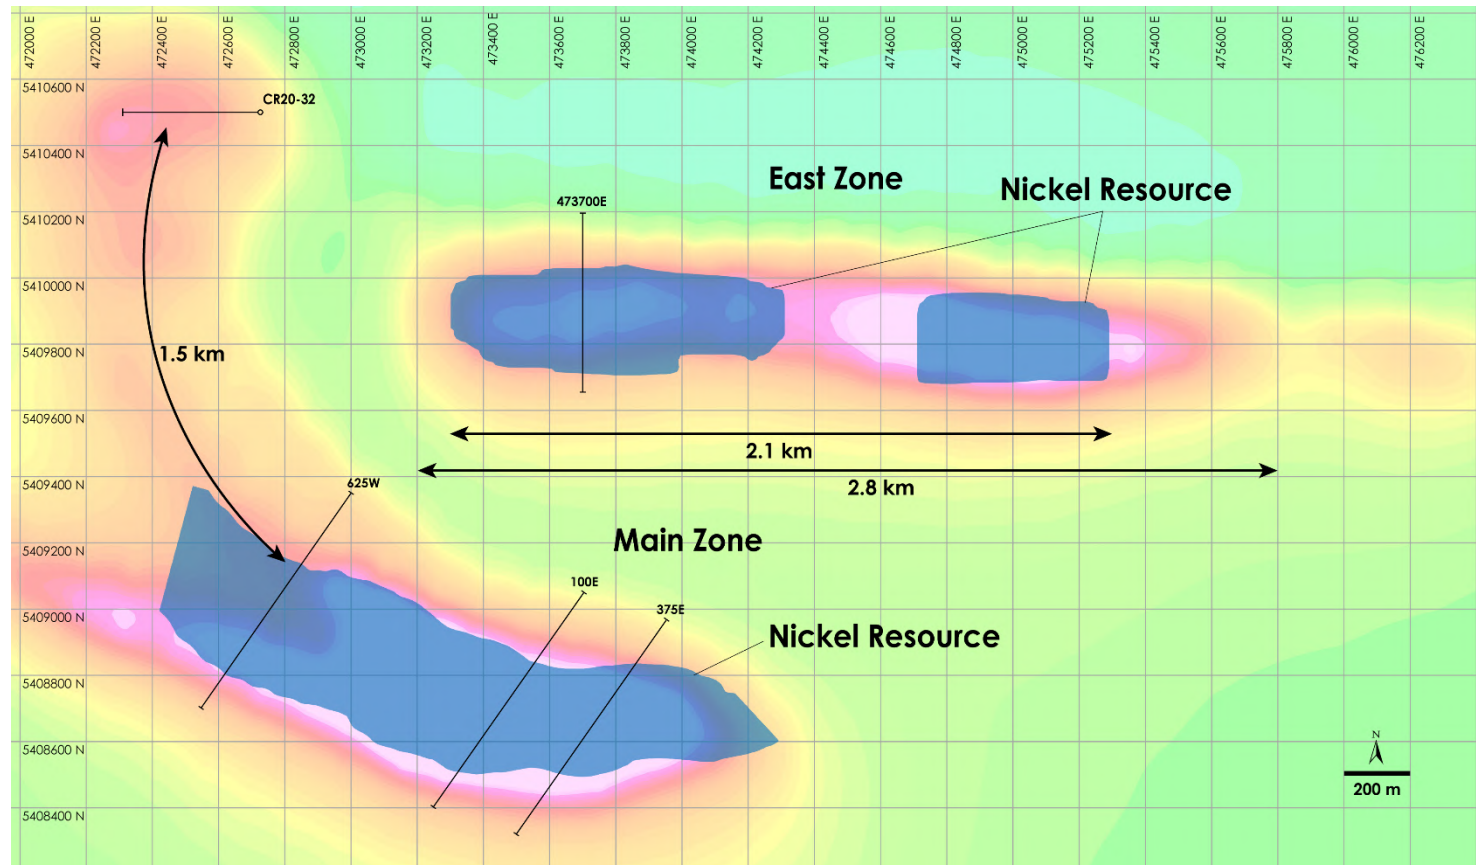 472000 E
472200 E
472400 E
472600 E
472800 E
473000 E
473200 E
473400 E
473600 E
473800 E
474000 E
474200 E
474400 E
474600 E
474800 E
475000 E
475200 E
475400 E
475600 E
475800 E
476000 E
476200 E
5410600 N
CR20-32
5410400 N
East Zone
Nickel Resource
5410200 N
473700E
5410000 N
5409800 N
1.5 km
5409600 N
2.1 km
5409400 N
625W
2.8 km
5409200 N
Main Zone
100E
5409000 N
375E
Nickel Resource
5408800 N
5408600 N
N
200 m
5408400 N